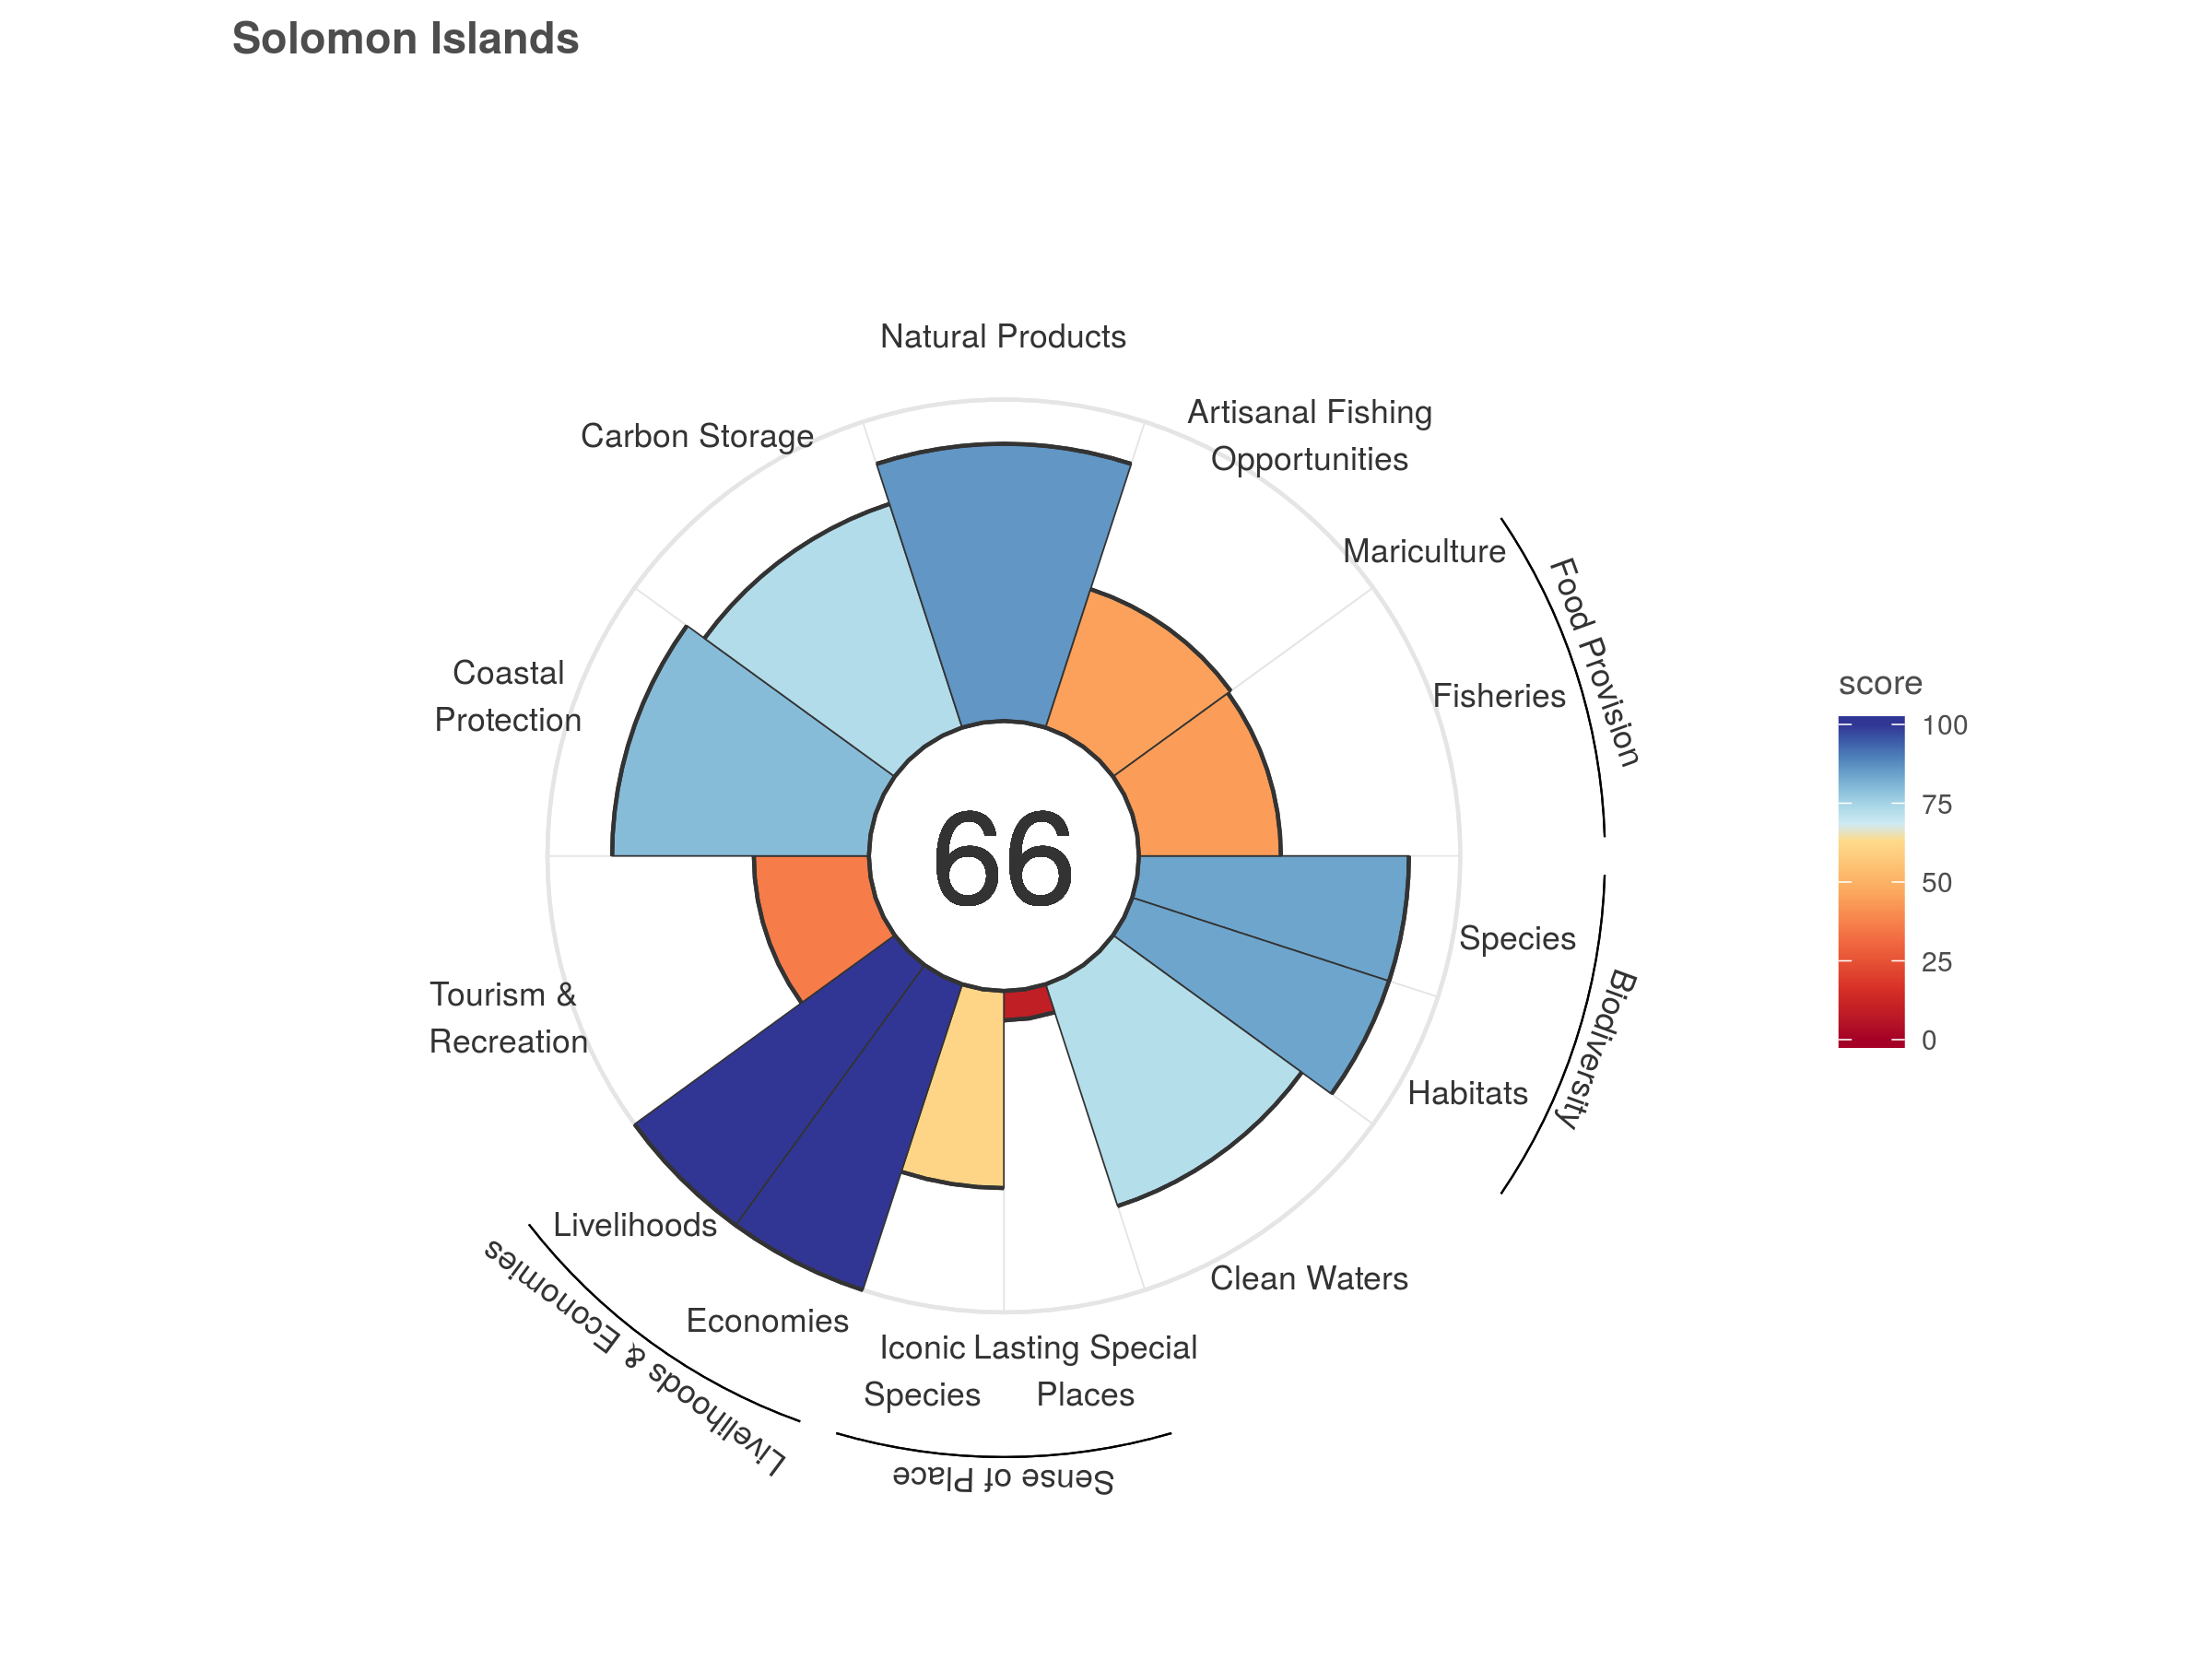 Solomon Islands
Natural Products
Artisanal Fishing
Opportunities
Carbon Storage
Mariculture
Food Provision
Fisheries
Coastal
Protection
score
100
75
50
25
0
66
Species
Biodiversity
Habitats
Tourism &
Recreation
Livelihoods
Livelihoods & Economies
Economies
Clean Waters
Iconic
Species
Lasting Special
Places
Sense of Place